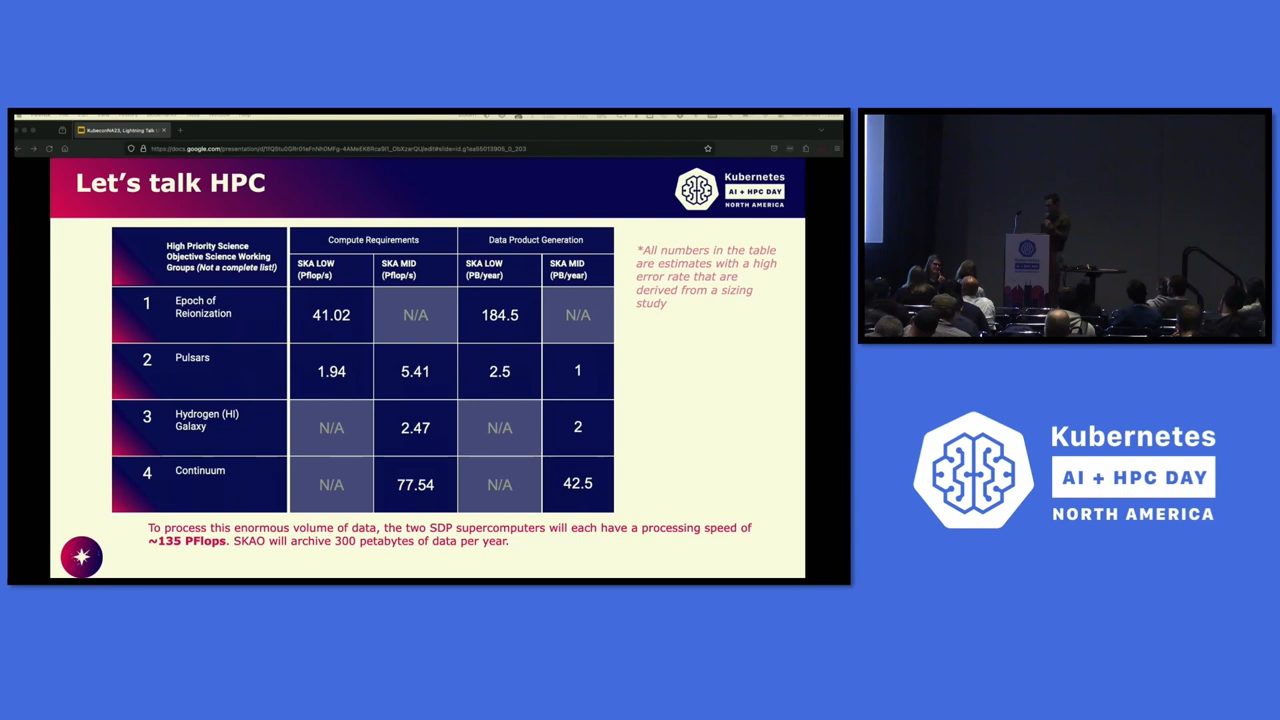 KubeconNA23, Lightning Talk
Let's talk HPC
Kubernetes
AI + HPC DAY
NORTH AMERICA
High Priority Science
Objective Science Working
Groups (Not a complete list!)
Compute Requirements
Data Product Generation
SKA LOW
(Pflop/s)
SKA MID
(Pflop/s)
SKA LOW
(PB/year)
SKA MID
(PB/year)
1
Epoch of
Reionization
41.02
N/A
184.5
N/A
2
Pulsars
1.94
5.41
2.5
1
3
Hydrogen (HI)
Galaxy
N/A
2.47
N/A
2
4
Continuum
N/A
77.54
N/A
42.5
*All numbers in the table
are estimates with a high
error rate that are
derived from a sizing
study
To process this enormous volume of data, the two SDP supercomputers will each have a processing speed of
~135 PFlops. SKAO will archive 300 petabytes of data per year.
Kubernetes
AI + HPC DAY
NORTH AMERICA